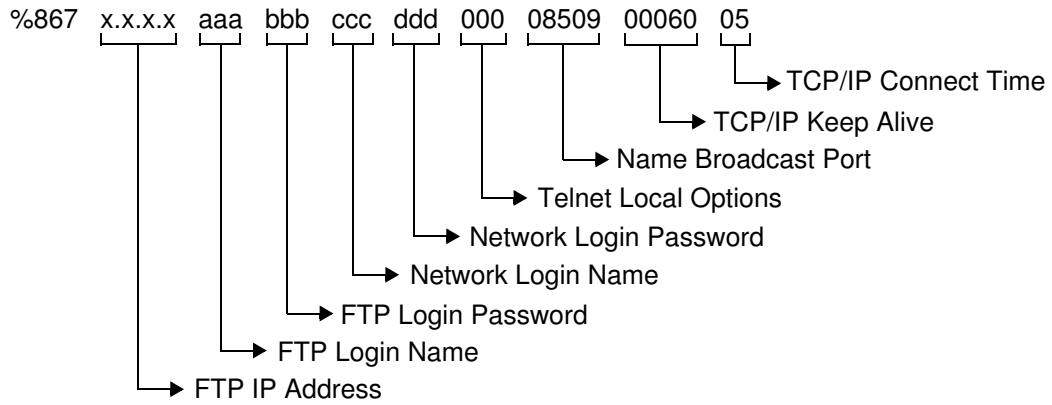 %867 x.x.x.x aaa bbb ccc ddd 000 08509 00060 05
TCP/IP Connect Time
TCP/IP Keep Alive
Name Broadcast Port
Telnet Local Options
Network Login Password
Network Login Name
FTP Login Password
FTP Login Name
FTP IP Address